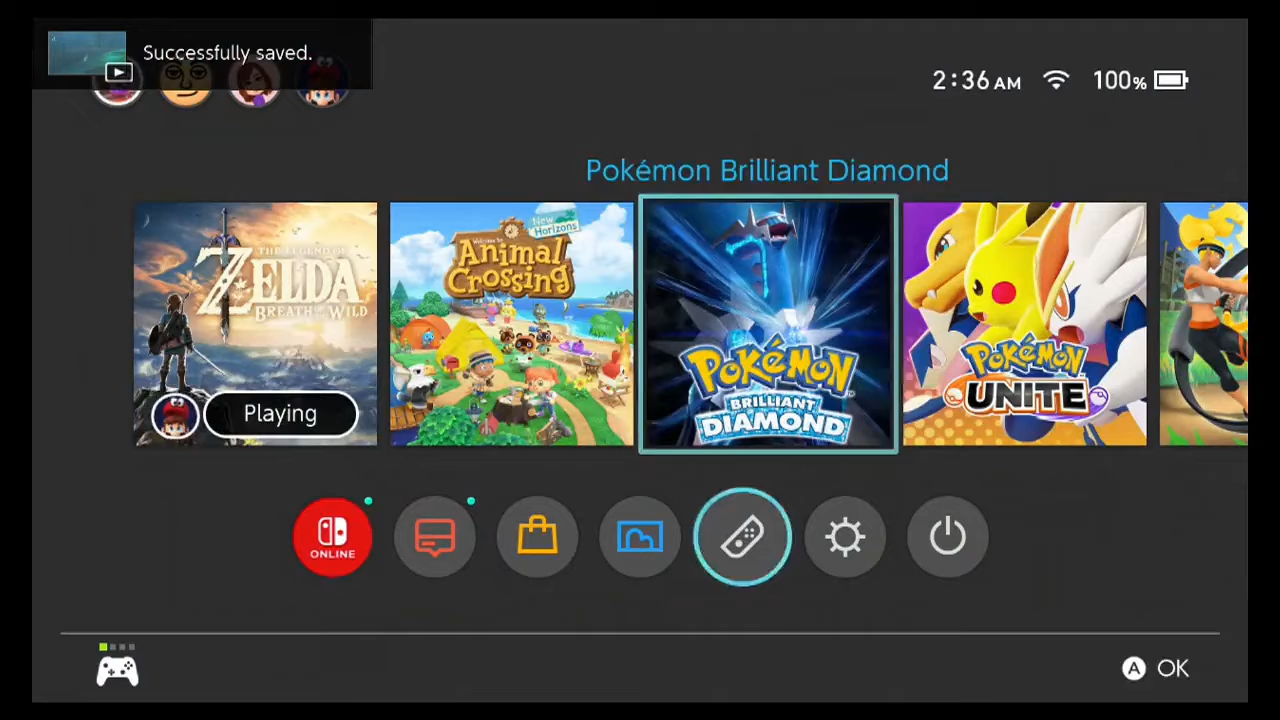 Successfully saved.
2:36 AM
100%
Pokémon Brilliant Diamond
THE LEGEND OF
ZELDA
BREATH OF THE WILD
Playing
New
Horizons
Welcome to
Animal
Crossing
POKéMON
BRILLIANT
DIAMOND
POKéMON
UNITE
ONLINE
A OK